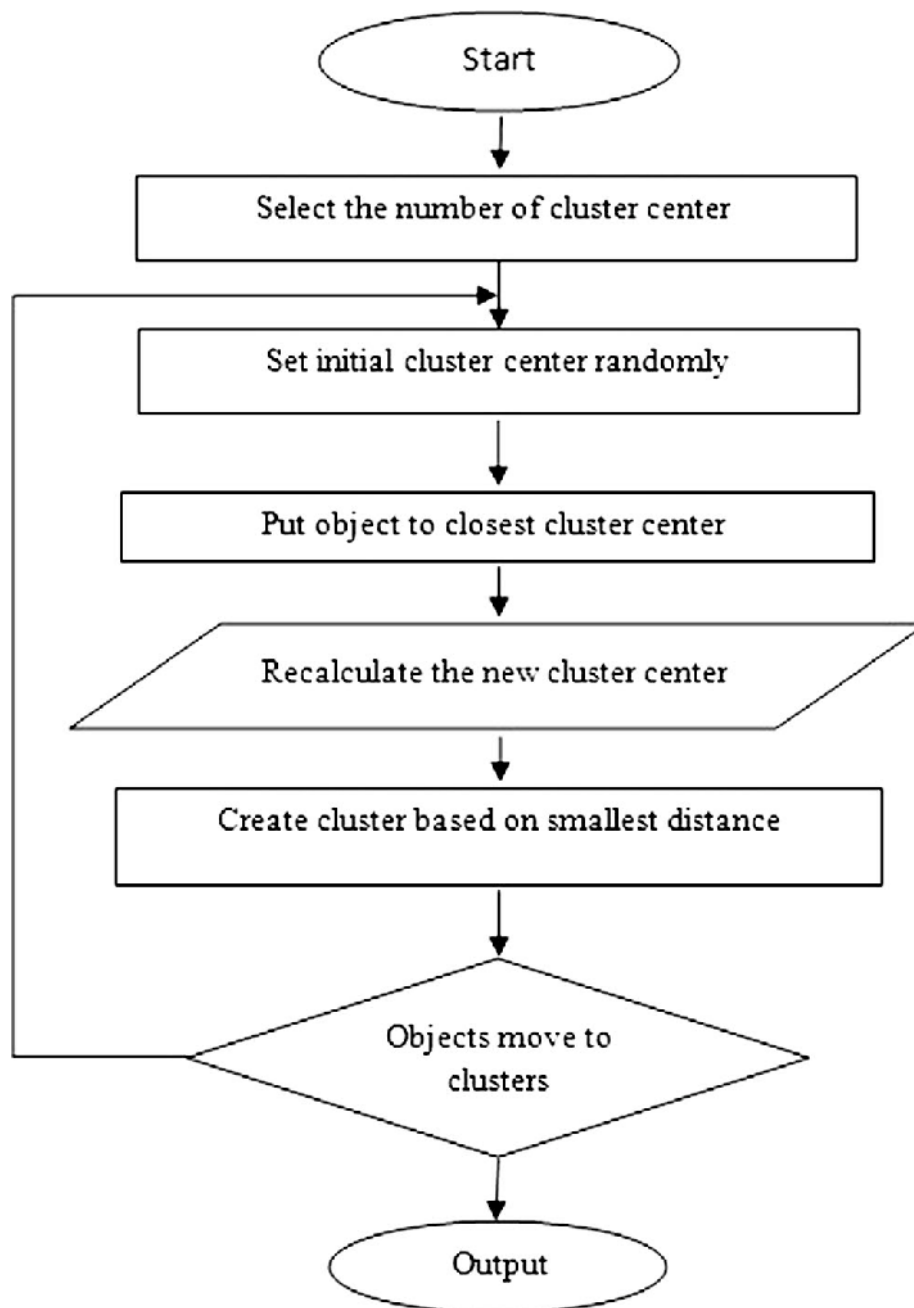 Start
Select the number of cluster center
Set initial cluster center randomly
Put object to closest cluster center
Recalculate the new cluster center
Create cluster based on smallest distance
Objects move to
clusters
Output